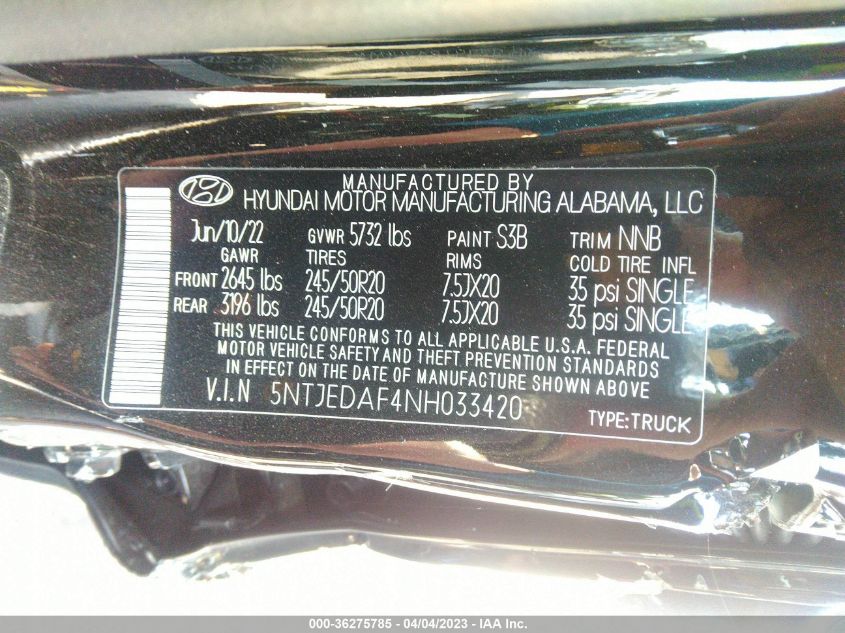 MANUFACTURED BY
HYUNDAI MOTOR MANUFACTURING ALABAMA, LLC
Jun/10/22 GVWR 5732 lbs PAINT S3B TRIM NNB
GAWR TIRES RIMS COLD TIRE INFL
FRONT 2645 lbs 245/50R20 7.5JX20 35 psi SINGLE
REAR 3196 lbs 245/50R20 7.5JX20 35 psi SINGLE
THIS VEHICLE CONFORMS TO ALL APPLICABLE U.S.A. FEDERAL
MOTOR VEHICLE SAFETY AND THEFT PREVENTION STANDARDS
IN EFFECT ON THE DATE OF MANUFACTURE SHOWN ABOVE
V.I.N 5NTJEDAF4NH033420 TYPE:TRUCK
000-36275785 - 04/04/2023 - IAA Inc.